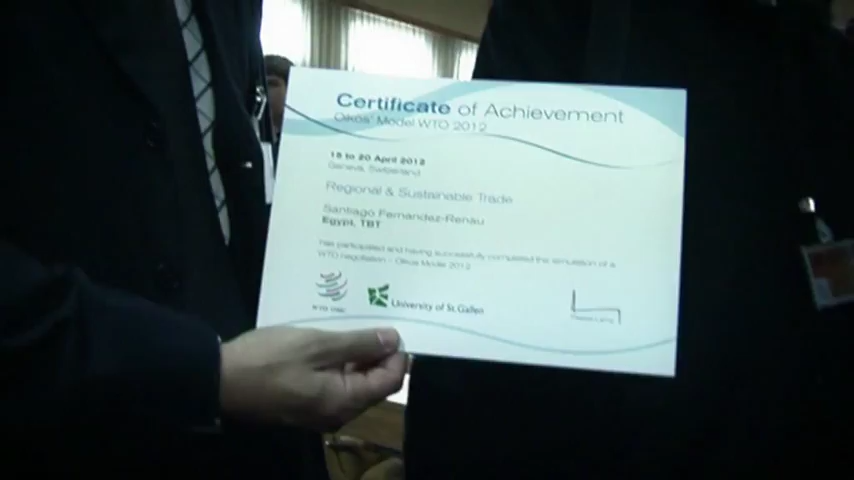 Certificate of Achievement
Oikos' Model WTO 2012
15 to 20 April 2012
Geneva, Switzerland
Regional & Sustainable Trade
Santiago Fernandez-Renau
Egypt, TBT
has participated and having successfully completed the simulation of a
WTO negotiation - Oikos Model 2012
University of St. Gallen